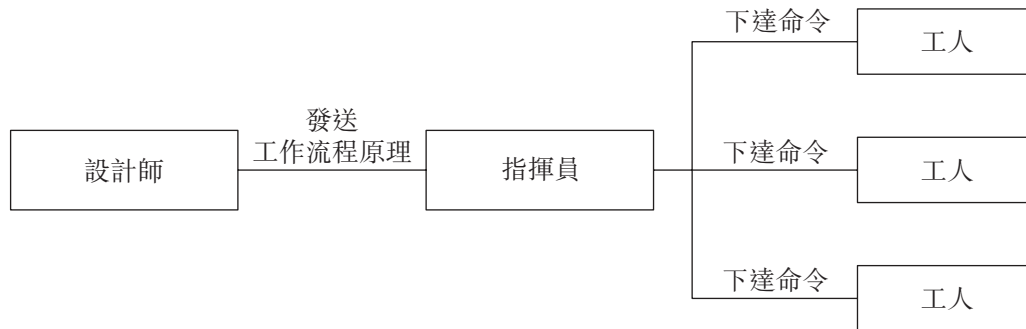 下達命令
工人
發送
工作流程原理
設計師
指揮員
下達命令
工人
下達命令
工人